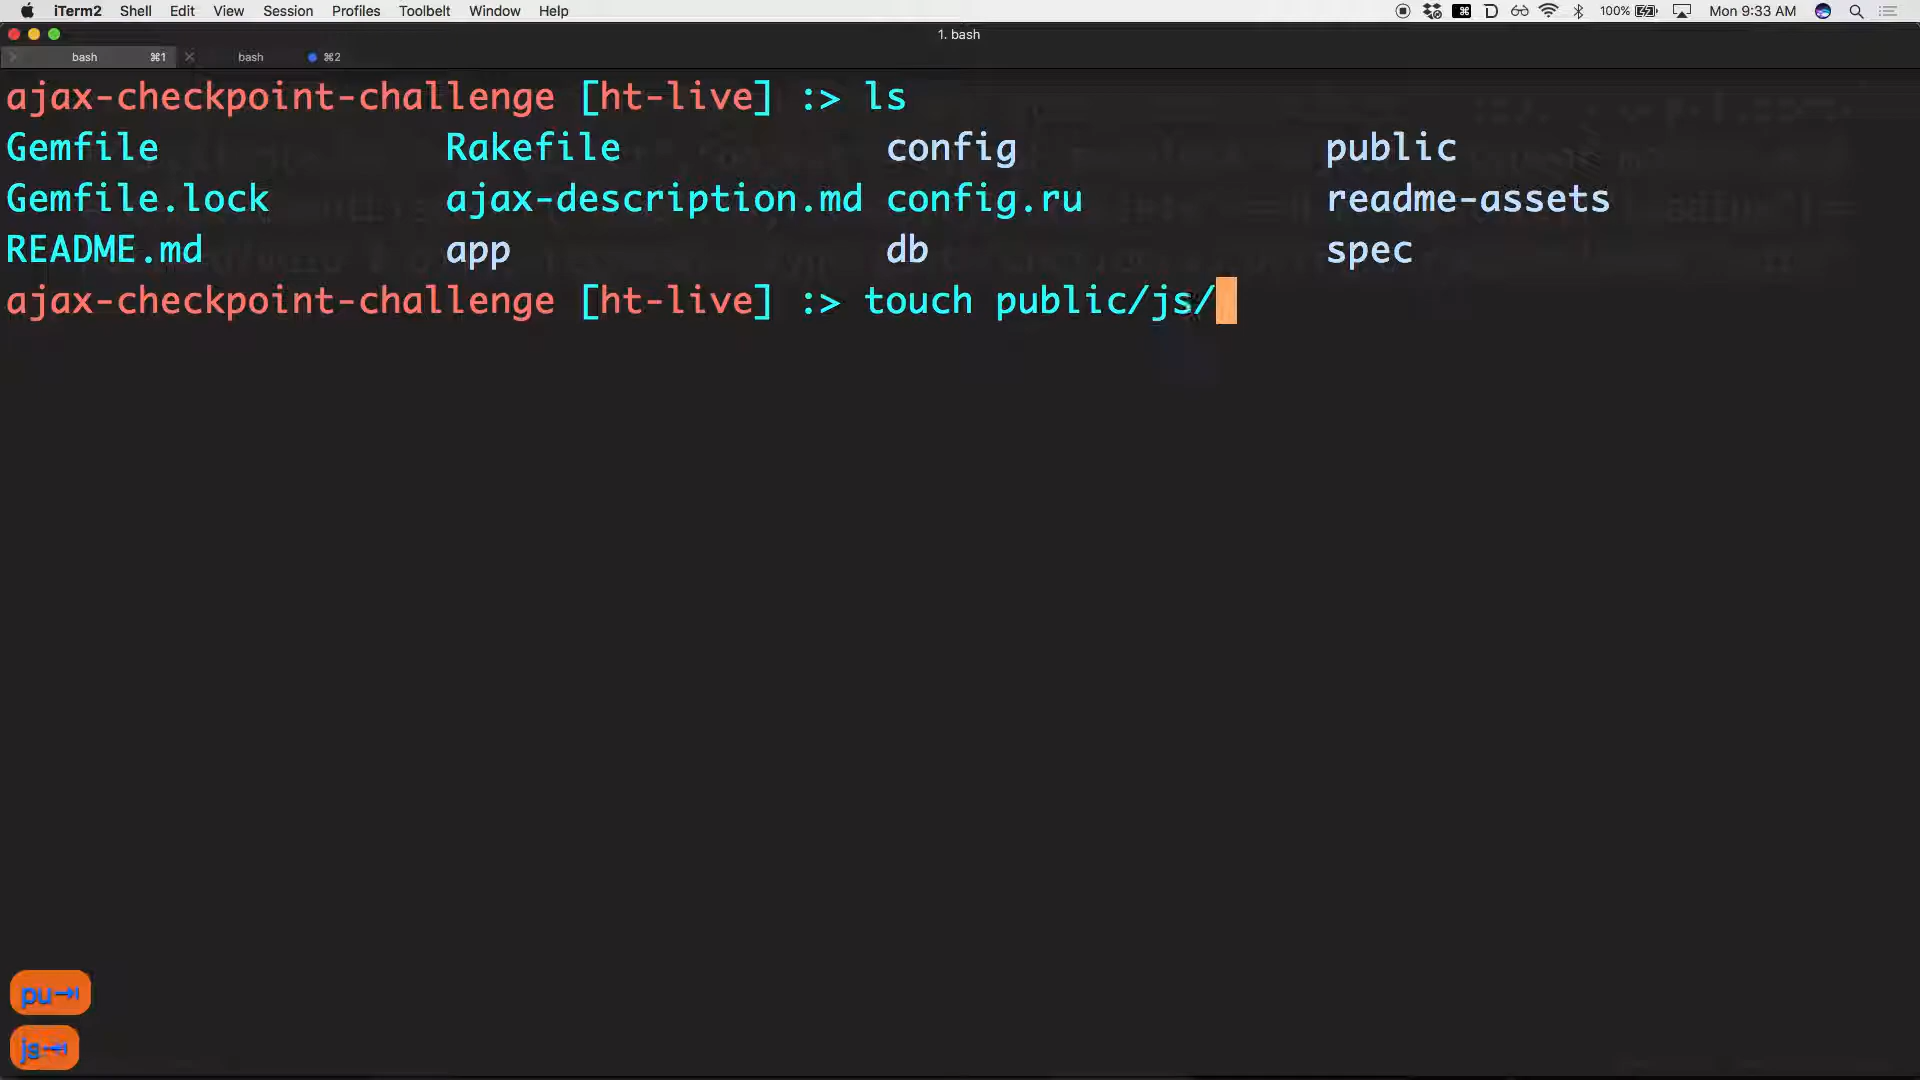 iTerm2 Shell Edit View Session Profiles Toolbelt Window Help 100% Mon 9:33 AM
1. bash
bash ⌘1 bash ⌘2
ajax-checkpoint-challenge [ht-live] :> ls
Gemfile Rakefile config public
Gemfile.lock ajax-description.md config.ru readme-assets
README.md app db spec
ajax-checkpoint-challenge [ht-live] :> touch public/js/
pu⇥
js⇥